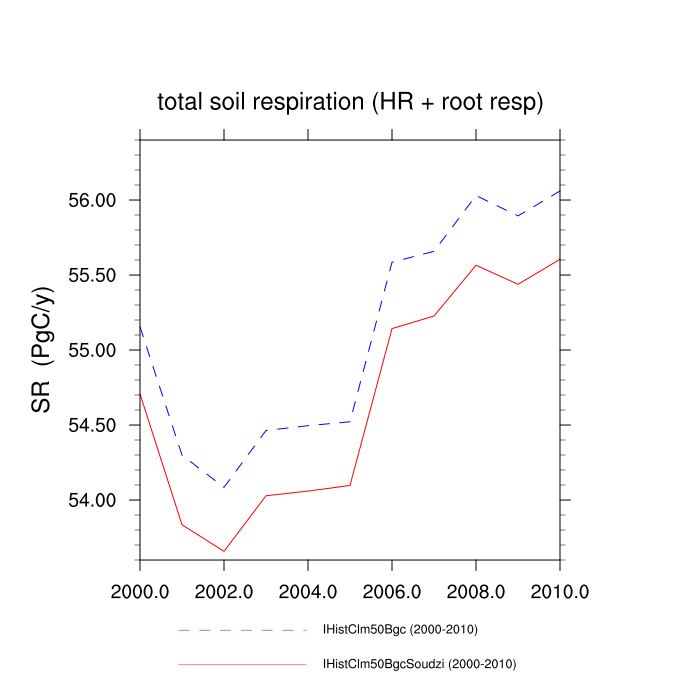 total soil respiration (HR + root resp)
56.00
55.50
55.00
54.50
54.00
SR (PgC/y)
2000.0 2002.0 2004.0 2006.0 2008.0 2010.0
IHistClm50Bgc (2000-2010)
IHistClm50BgcSoudzi (2000-2010)